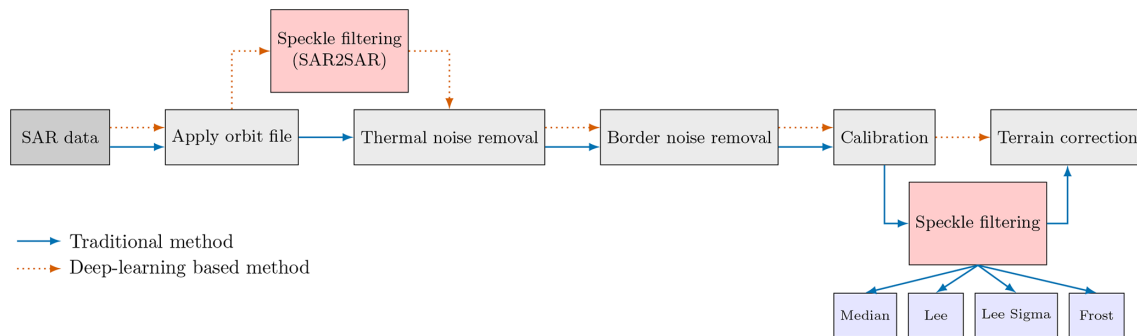 Speckle filtering
(SAR2SAR)
SAR data
Apply orbit file
Thermal noise removal
Border noise removal
Calibration
Terrain correction
Speckle filtering
Traditional method
Deep-learning based method
Median
Lee
Lee Sigma
Frost